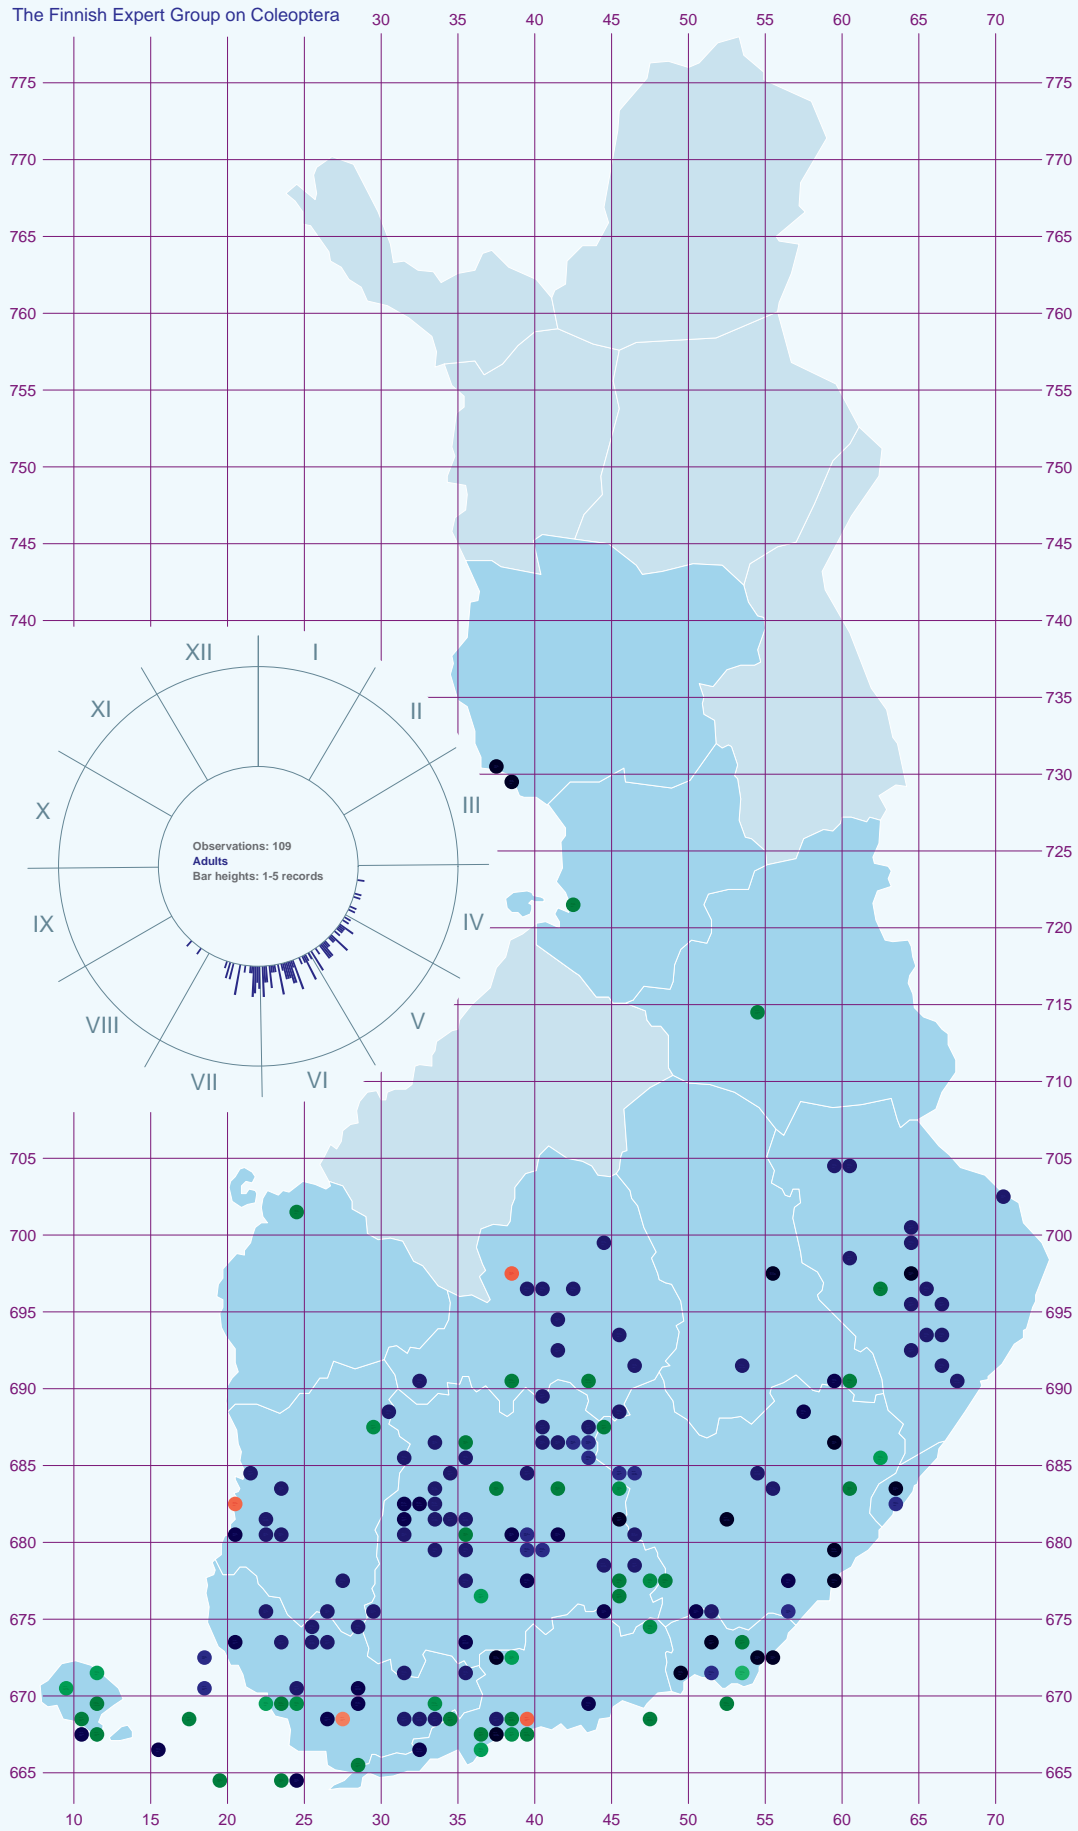 The Finnish Expert Group on Coleoptera
30 35 40 45 50 55 60 65 70
775 775
770 770
765 765
760 760
755 755
750 750
745 745
740 740
XII I
XI II
735
730
X III
Observations: 109
Adults
Bar heights: 1-5 records
725
IX IV 720
720
715
VIII V
VII VI
710
705 705
700 700
695 695
690 690
685 685
680 680
675 675
670 670
665 665
10 15 20 25 30 35 40 45 50 55 60 65 70